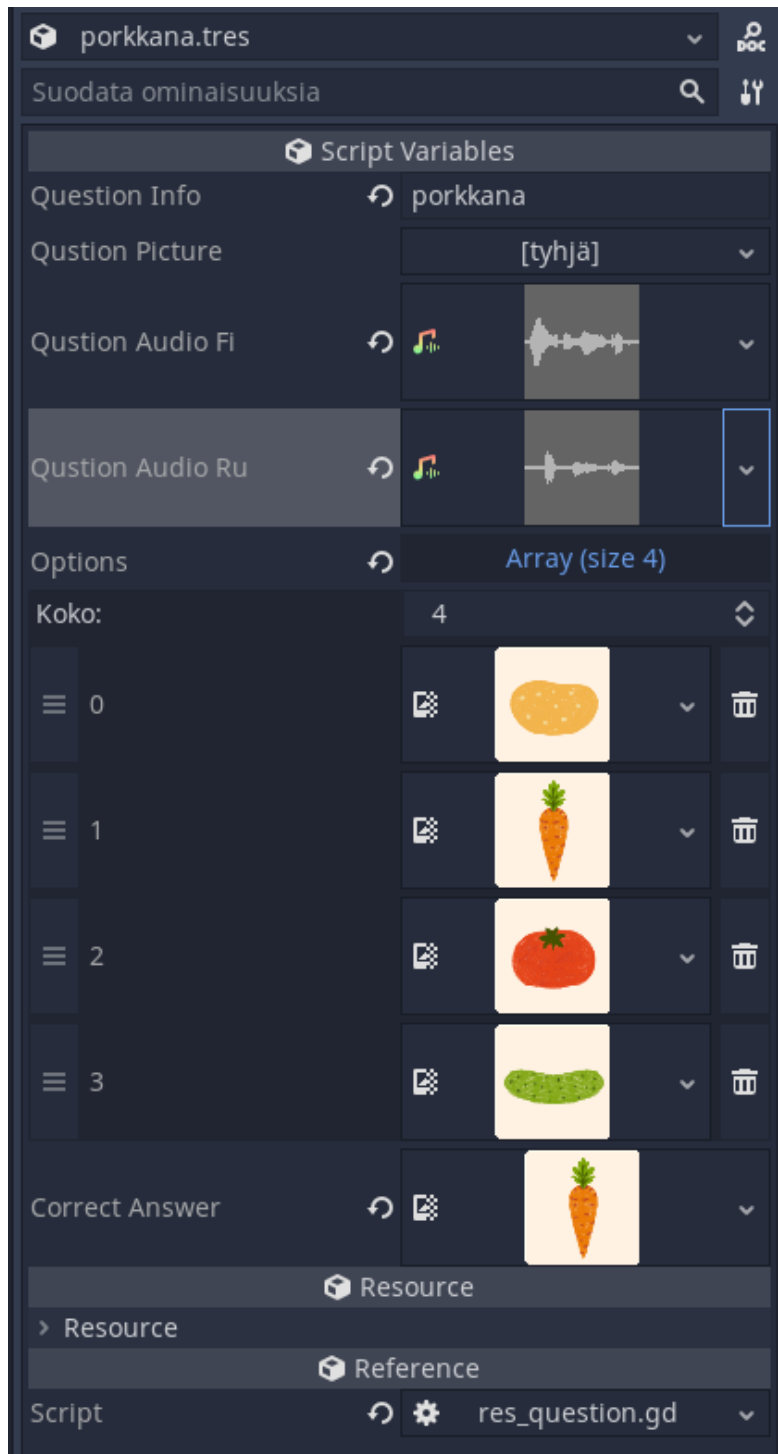 porkkana.tres
DOC
Suodata ominaisuuksia
Script Variables
Question Info porkkana
Qustion Picture [tyhjä]
Qustion Audio Fi
Qustion Audio Ru
Options Array (size 4)
Koko: 4
0
1
2
3
Correct Answer
Resource
Resource
Reference
Script res_question.gd